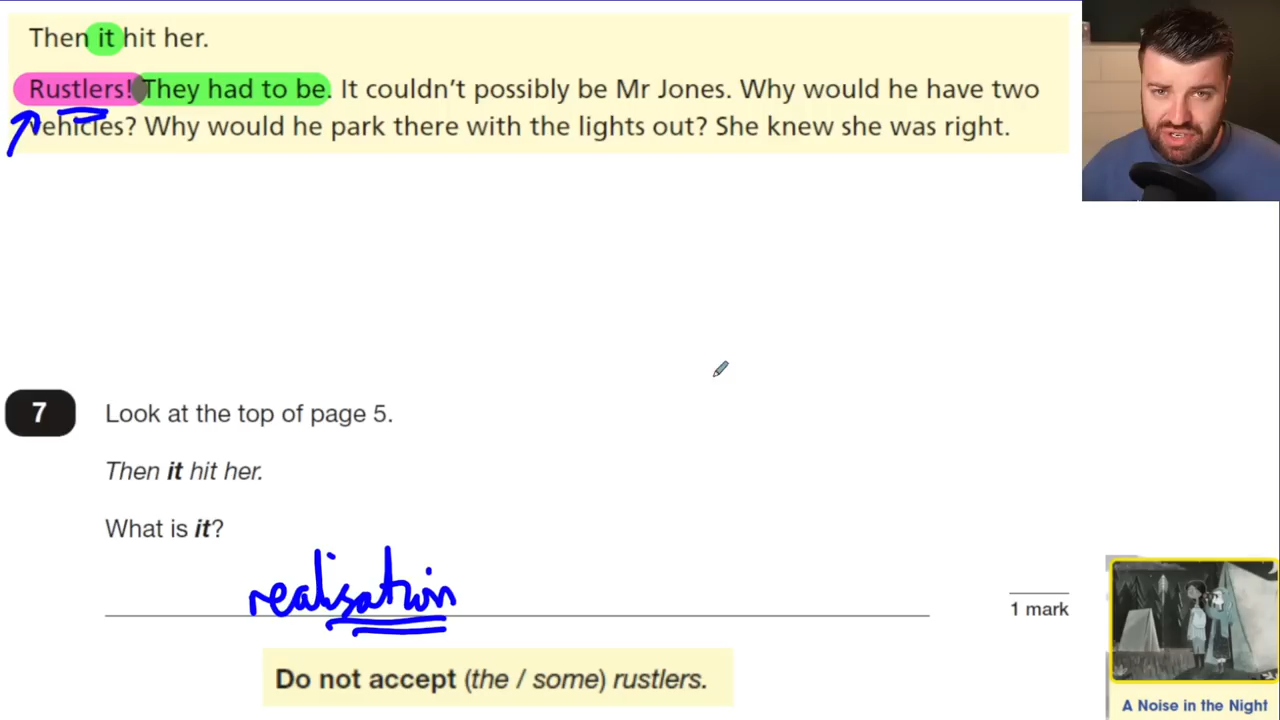 Then it hit her.
Rustlers! They had to be. It couldn't possibly be Mr Jones. Why would he have two
vehicles? Why would he park there with the lights out? She knew she was right.
7
Look at the top of page 5.
Then it hit her.
What is it?
realisation
1 mark
Do not accept (the / some) rustlers.
A Noise in the Night